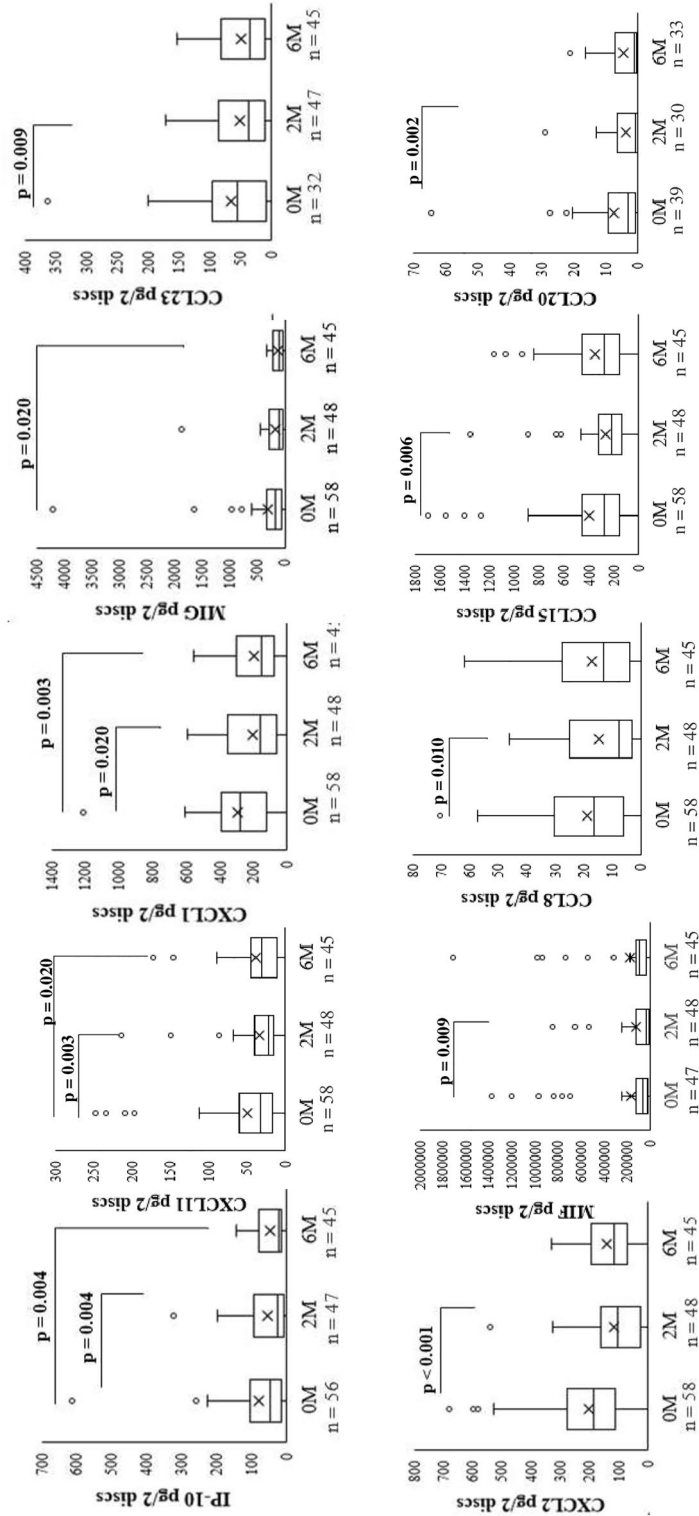 IP-10 pg/2 discs
700
600
500
400
300
200
100
0
p = 0.004
p = 0.004
0M 2M 6M
n = 56 n = 47 n = 45
CXCL11 pg/2 discs
300
250
200
150
100
50
0
p = 0.020
p = 0.003
0M 2M 6M
n = 58 n = 48 n = 45
CXCL1 pg/2 discs
1400
1200
1000
800
600
400
200
0
p = 0.003
p = 0.020
0M 2M 6M
n = 58 n = 48 n = 4
MIG pg/2 discs
4500
4000
3500
3000
2500
2000
1500
1000
500
0
p = 0.020
0M 2M 6M
n = 58 n = 48 n = 45
CCL23 pg/2 discs
400
350
300
250
200
150
100
50
0
p = 0.009
0M 2M 6M
n = 32 n = 47 n = 45
CXCL2 pg/2 discs
800
700
600
500
400
300
200
100
0
p < 0.001
0M 2M 6M
n = 58 n = 48 n = 45
MIF pg/2 discs
20000000
18000000
16000000
14000000
12000000
10000000
8000000
6000000
4000000
2000000
0
p = 0.009
0M 2M 6M
n = 47 n = 48 n = 45
CCL8 pg/2 discs
80
70
60
50
40
30
20
10
0
p = 0.010
0M 2M 6M
n = 58 n = 48 n = 45
CCL15 pg/2 discs
1800
1600
1400
1200
1000
800
600
400
200
0
p = 0.006
0M 2M 6M
n = 58 n = 48 n = 45
CCL20 pg/2 discs
70
60
50
40
30
20
10
0
p = 0.002
0M 2M 6M
n = 39 n = 30 n = 33